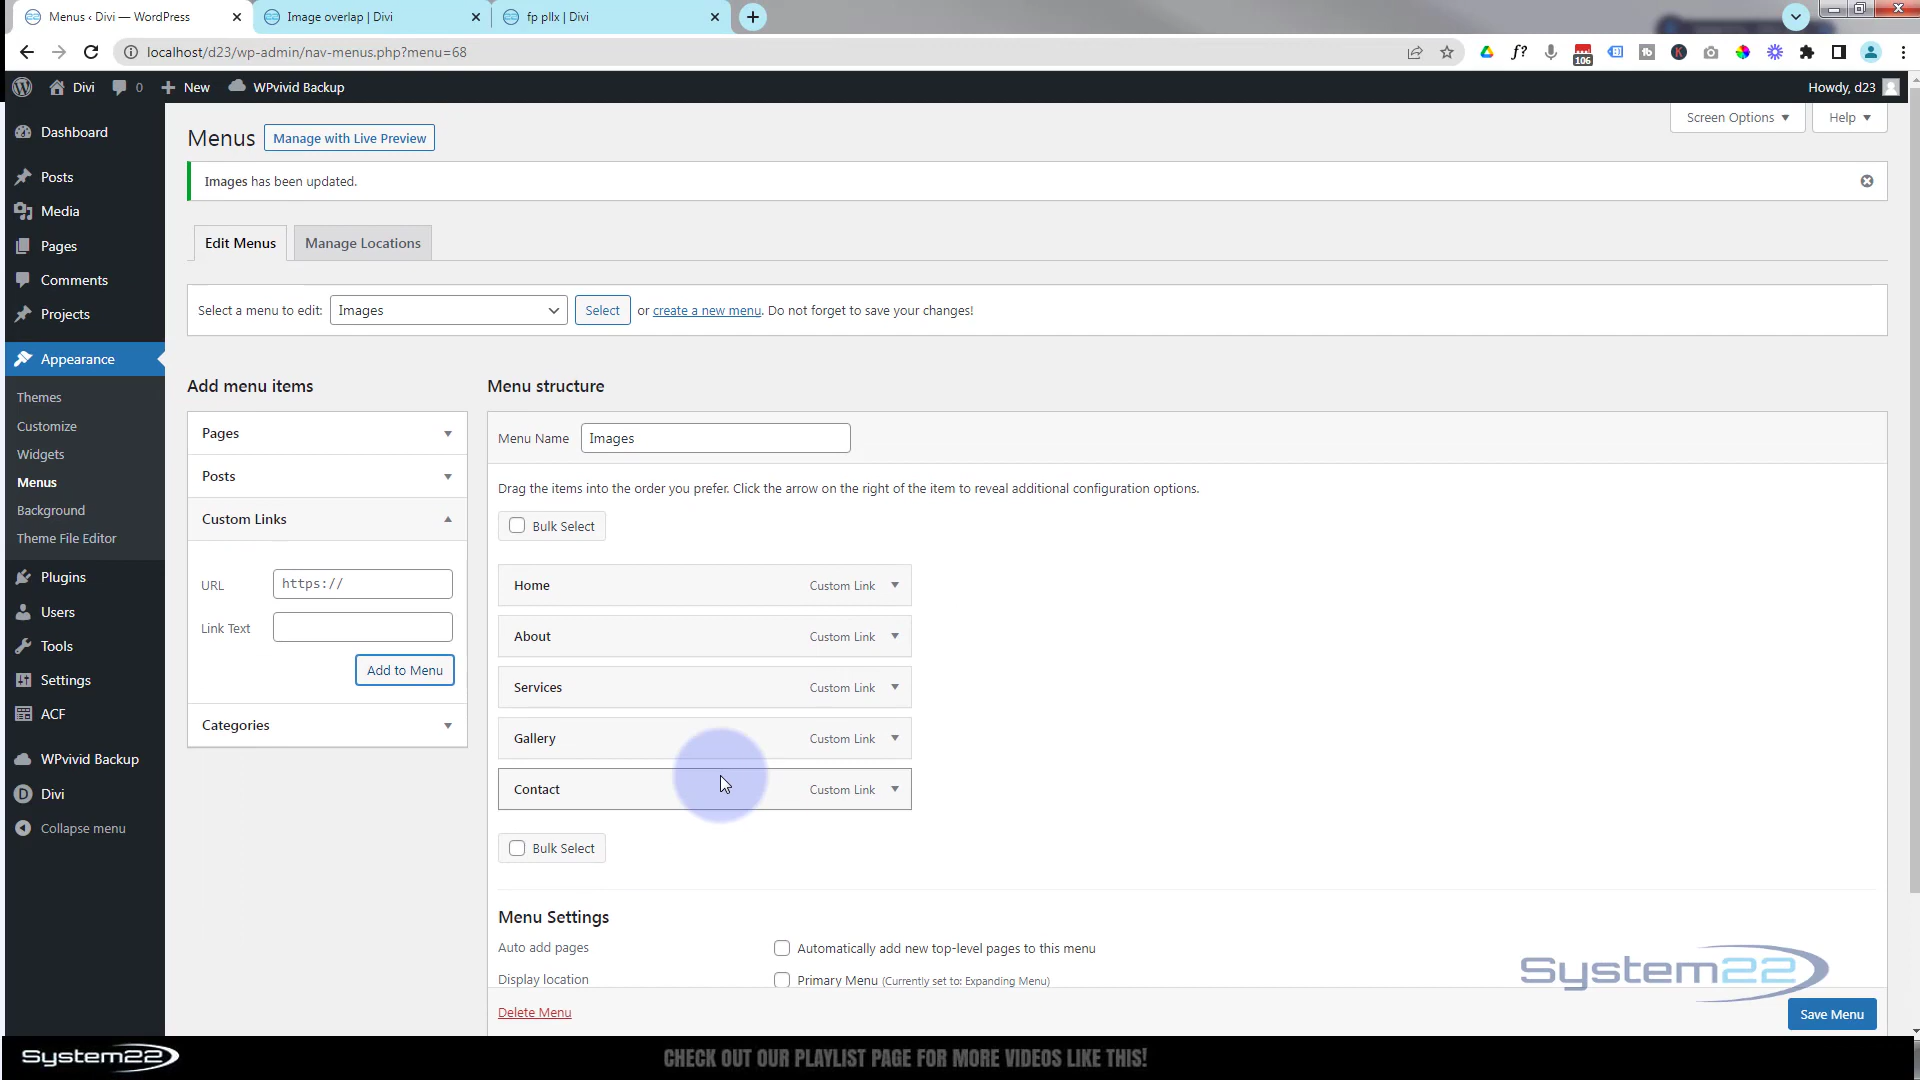 Menus ‹ Divi — WordPress
Image overlap | Divi
fp pllx | Divi
localhost/d23/wp-admin/nav-menus.php?menu=68
106
Divi
0
New
WPvivid Backup
Howdy, d23
Dashboard
Posts
Media
Pages
Comments
Projects
Appearance
Themes
Customize
Widgets
Menus
Background
Theme File Editor
Plugins
Users
Tools
Settings
ACF
WPvivid Backup
Divi
Collapse menu
Menus
Manage with Live Preview
Screen Options
Help
Images has been updated.
Edit Menus
Manage Locations
Select a menu to edit: Images Select or create a new menu. Do not forget to save your changes!
Add menu items
Pages
Posts
Custom Links
URL https://
Link Text
Add to Menu
Categories
Menu structure
Menu Name Images
Drag the items into the order you prefer. Click the arrow on the right of the item to reveal additional configuration options.
Bulk Select
Home Custom Link
About Custom Link
Services Custom Link
Gallery Custom Link
Contact Custom Link
Bulk Select
Menu Settings
Auto add pages Automatically add new top-level pages to this menu
Display location Primary Menu (Currently set to: Expanding Menu)
Delete Menu
Save Menu
System22
System22
CHECK OUT OUR PLAYLIST PAGE FOR MORE VIDEOS LIKE THIS!